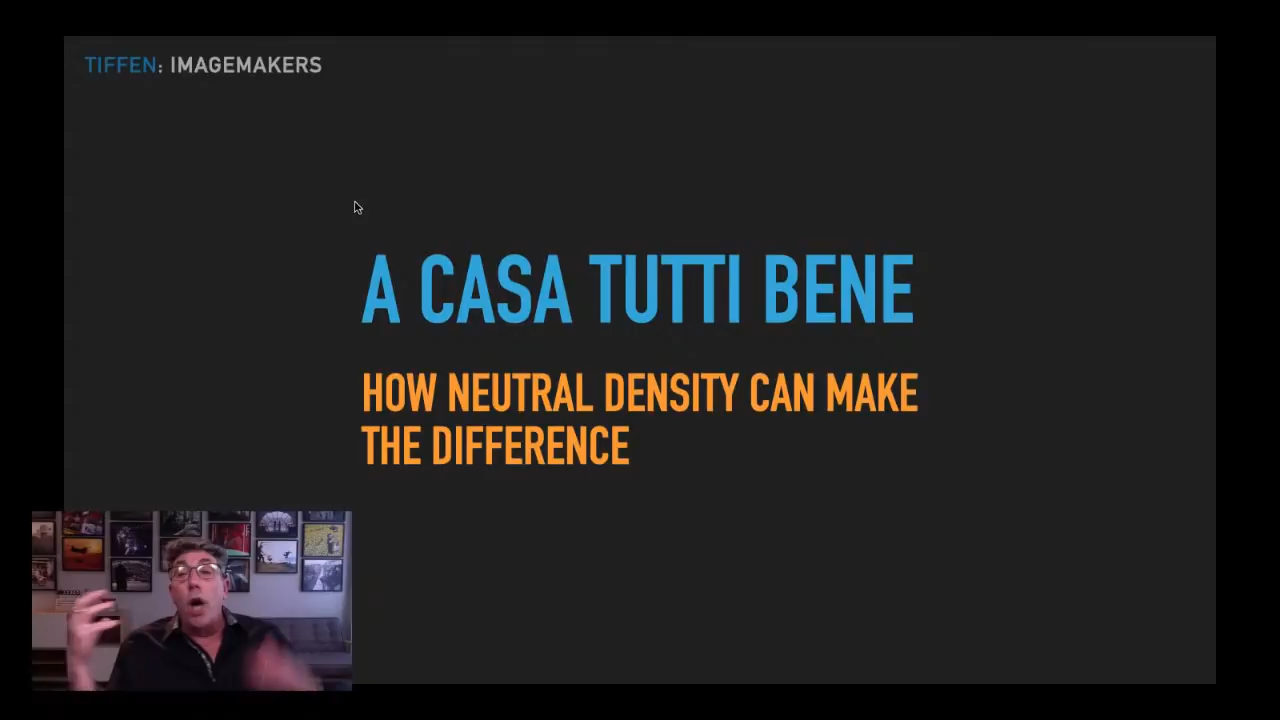 TIFFEN: IMAGEMAKERS
A CASA TUTTI BENE
HOW NEUTRAL DENSITY CAN MAKE
THE DIFFERENCE